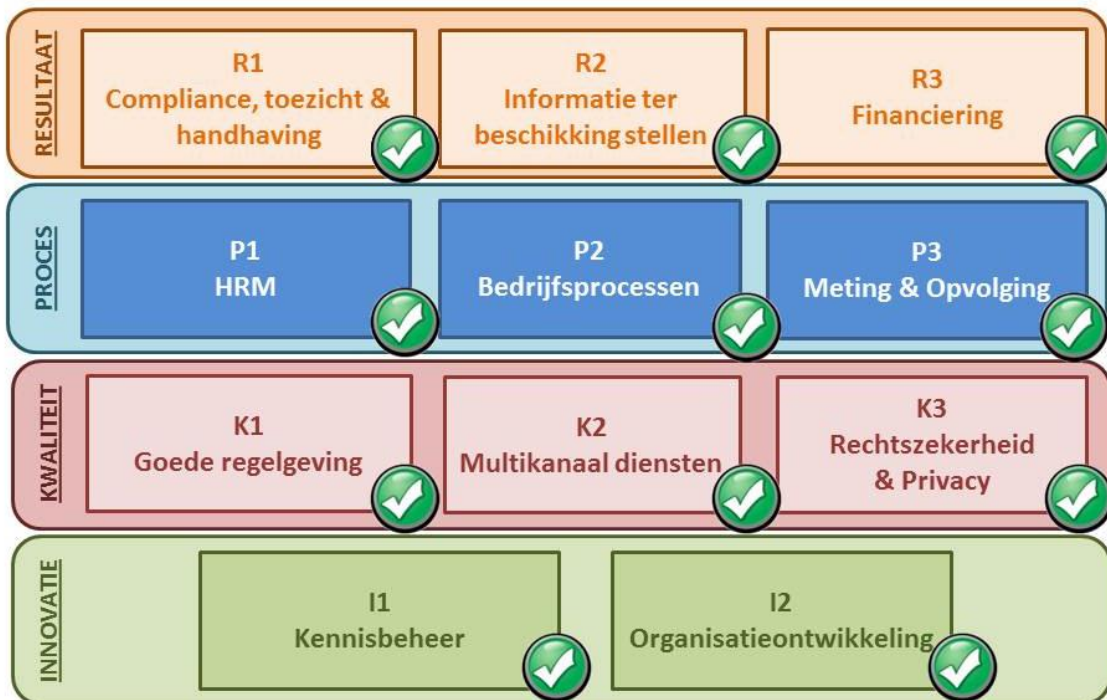 RESULTAAT
R1
Compliance, toezicht &
handhaving
R2
Informatie ter
beschikking stellen
R3
Financiering
PROCES
P1
HRM
P2
Bedrijfsprocessen
P3
Meting & Opvolging
KWALITEIT
K1
Goede regelgeving
K2
Multikanaal diensten
K3
Rechtszekerheid
& Privacy
INNOVATIE
I1
Kennisbeheer
I2
Organisatieontwikkeling